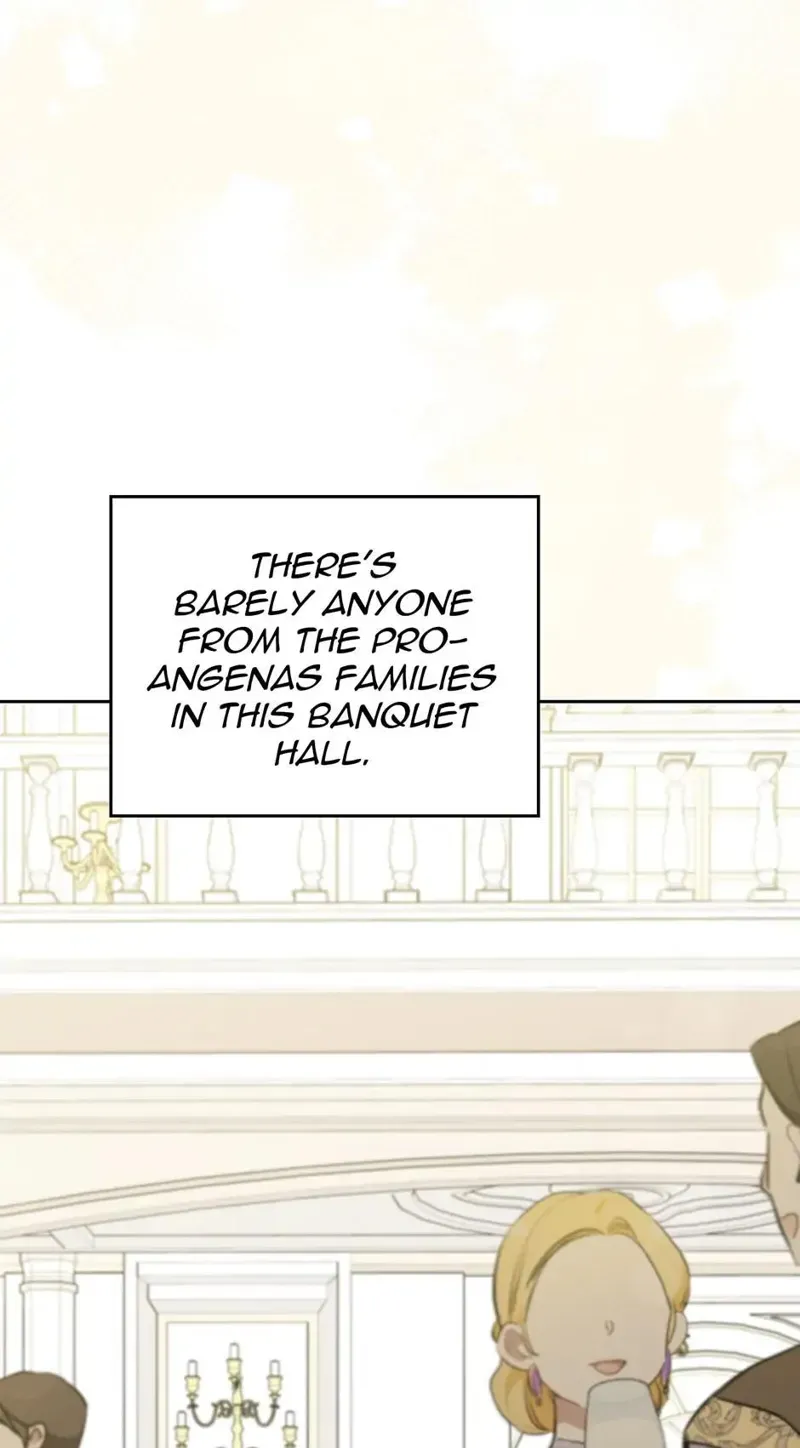 THERE'S
BARELY ANYONE
FROM THE PRO-
ANGENAS FAMILIES
IN THIS BANQUET
HALL.